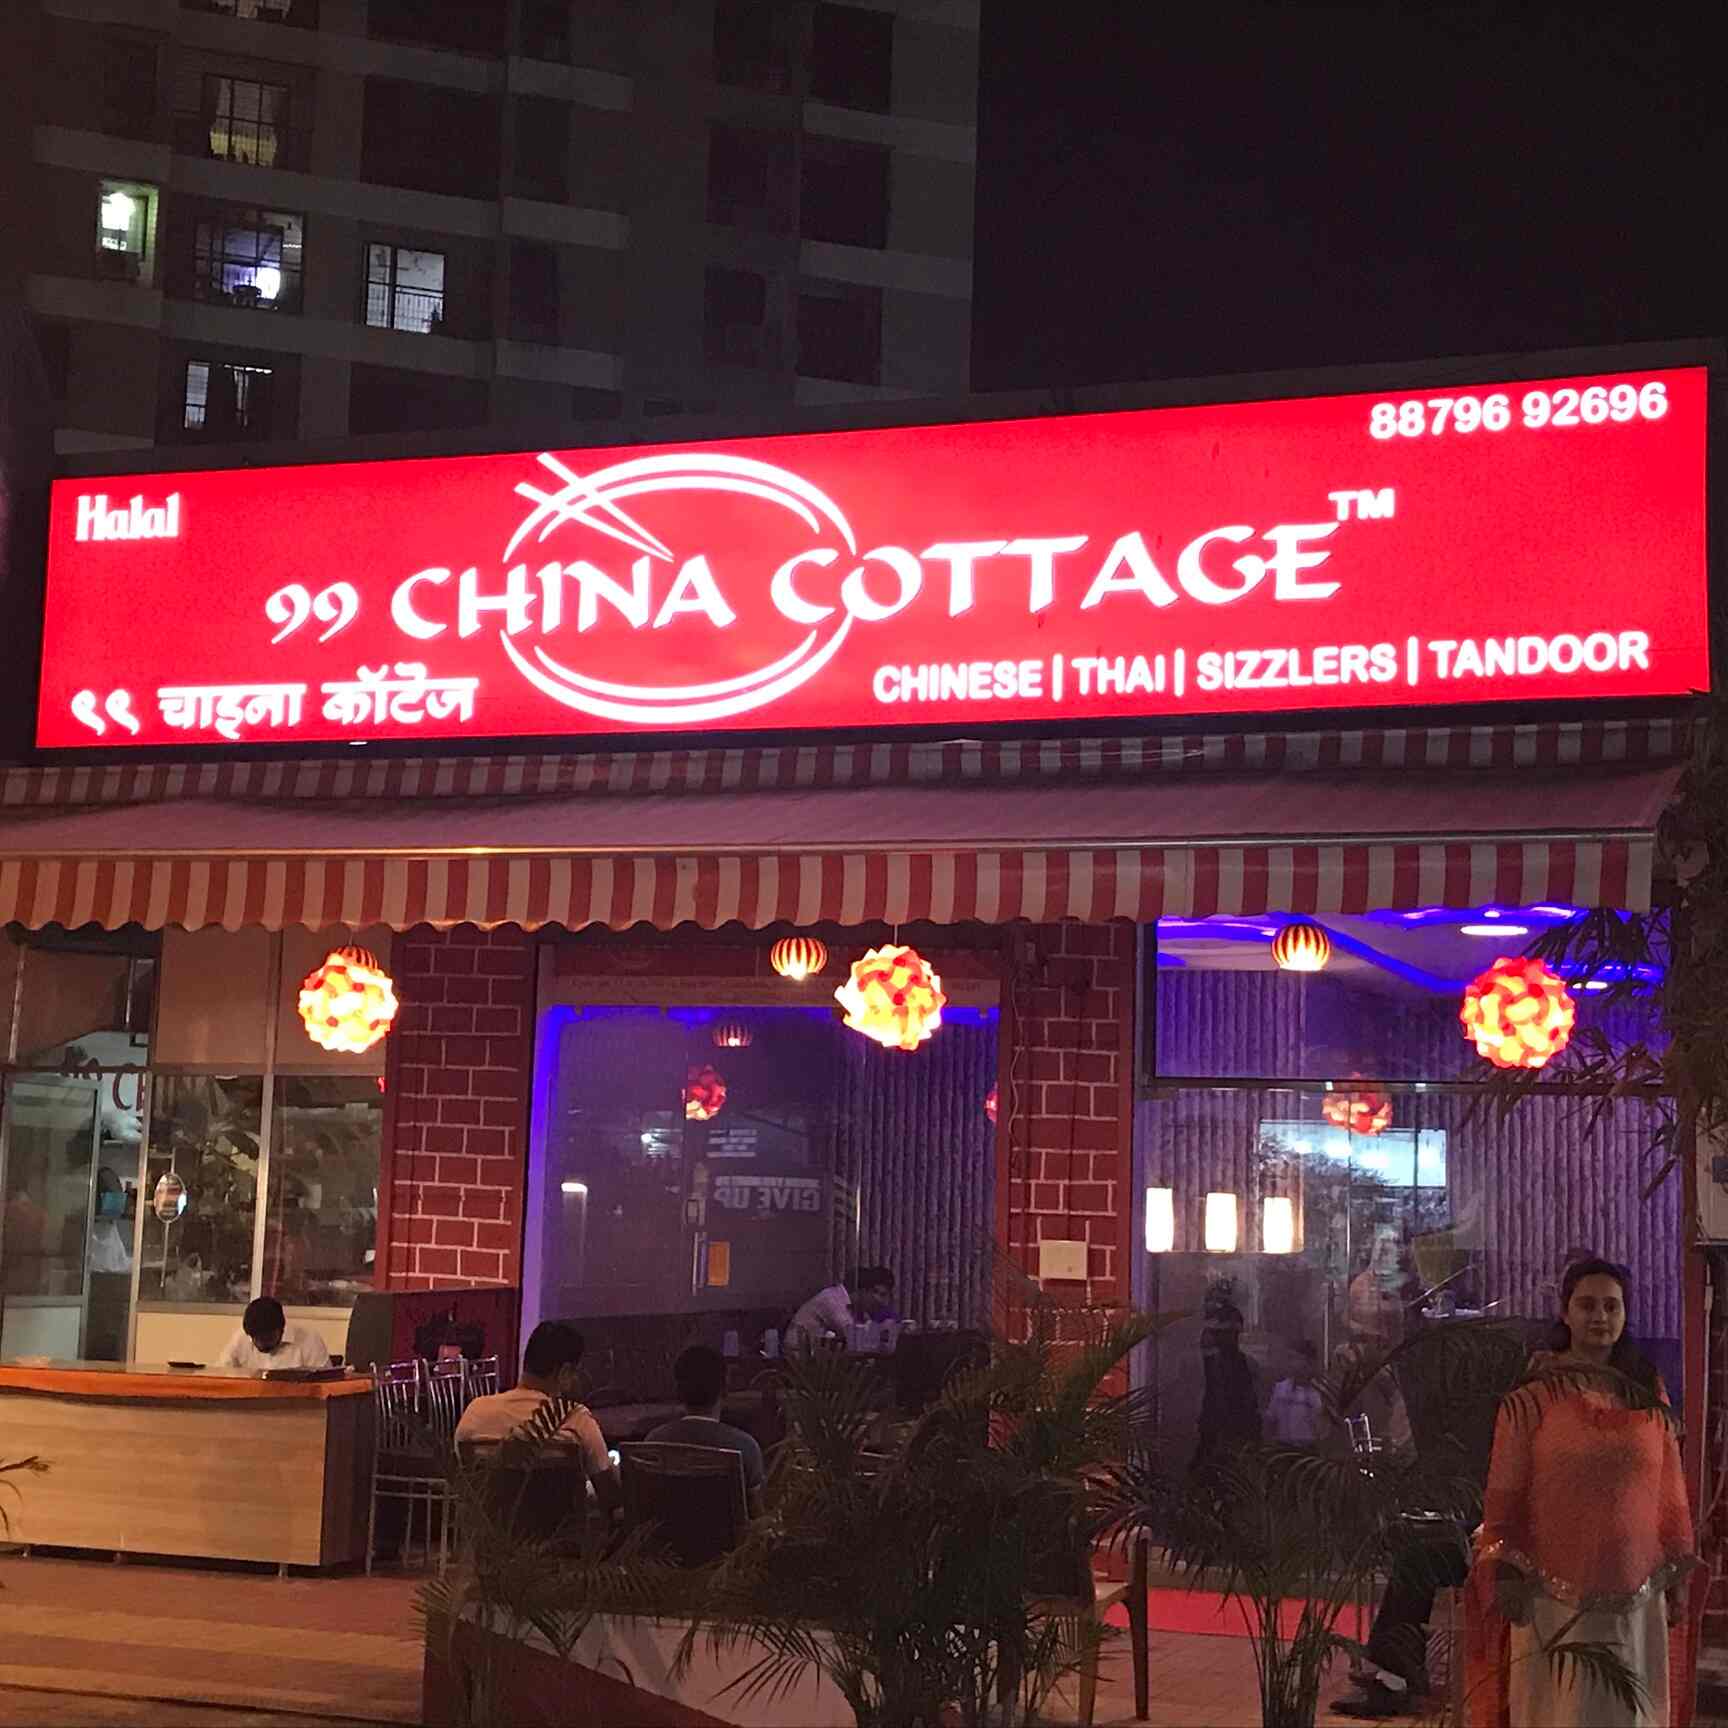 88796 92696
Halal
99 CHINA COTTAGE™
९९ चाइना कॉटेज
CHINESE | THAI | SIZZLERS | TANDOOR
GIVE UP